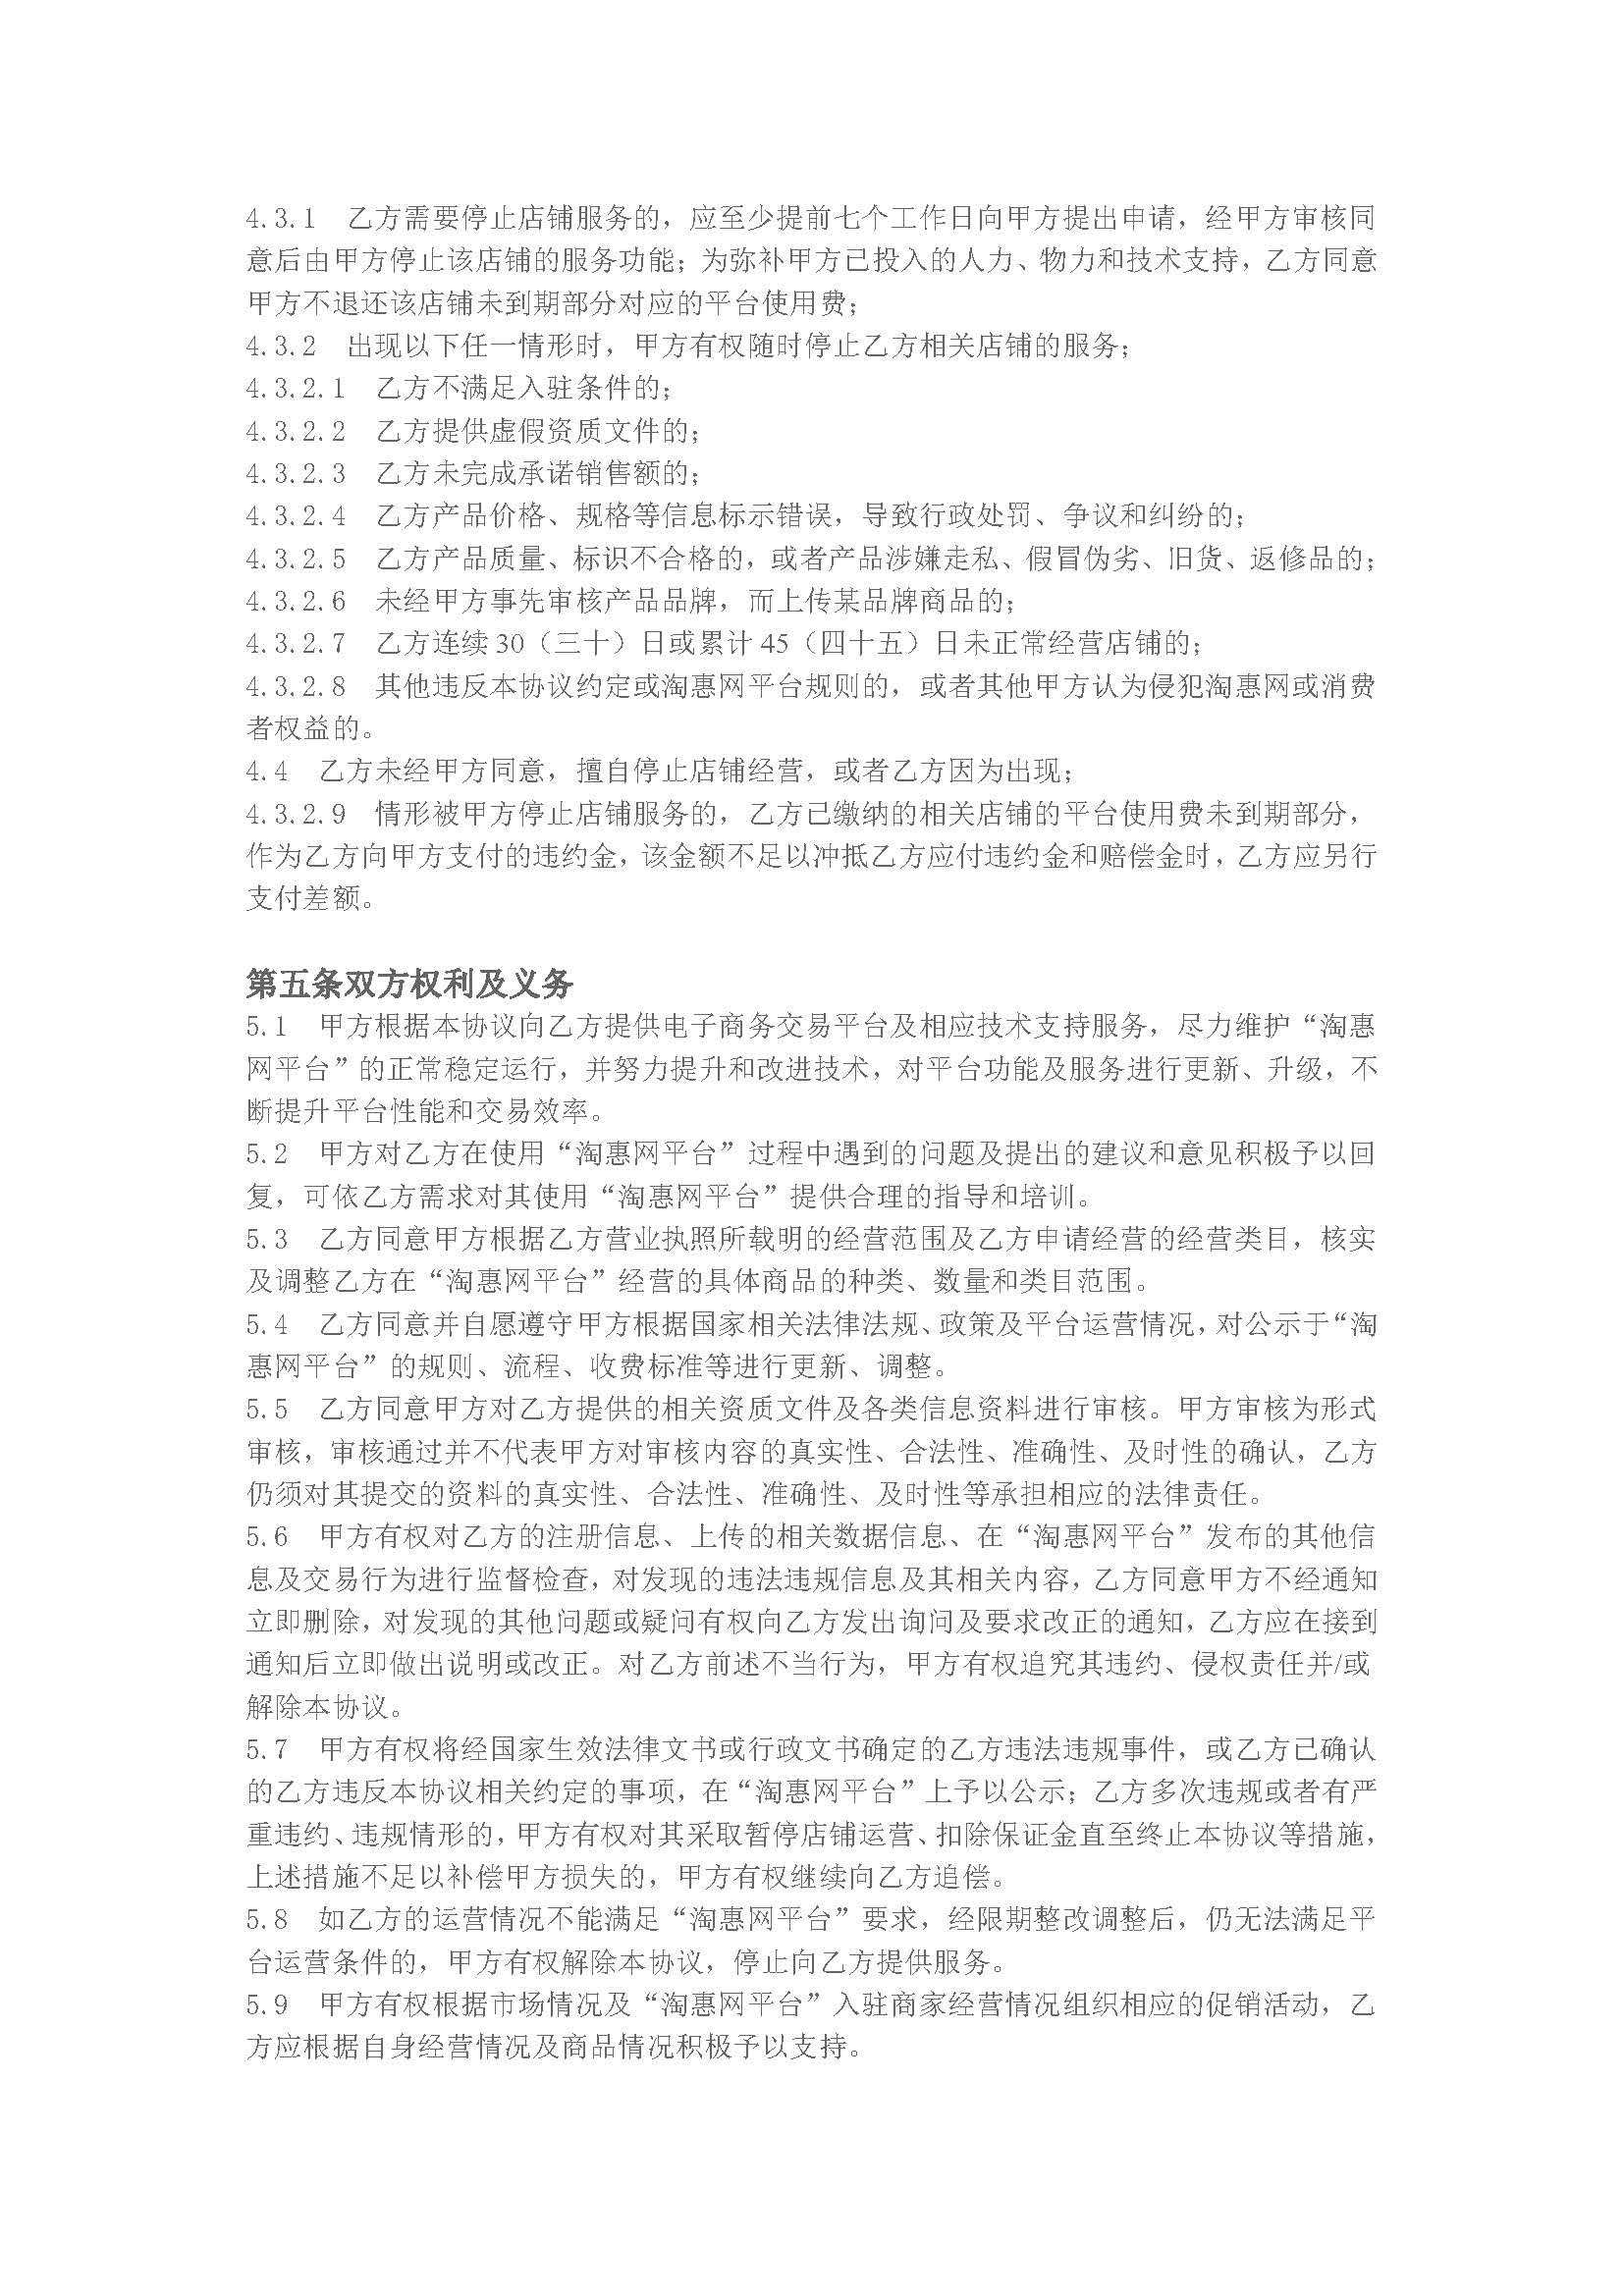 4.3.1 乙方需要停止店铺服务的，应至少提前七个工作日向甲方提出申请，经甲方审核同
意后由甲方停止该店铺的服务功能；为弥补甲方已投入的人力、物力和技术支持，乙方同意
甲方不退还该店铺未到期部分对应的平台使用费；
4.3.2 出现以下任一情形时，甲方有权随时停止乙方相关店铺的服务；
4.3.2.1 乙方不满足入驻条件的；
4.3.2.2 乙方提供虚假资质文件的；
4.3.2.3 乙方未完成承诺销售额的；
4.3.2.4 乙方产品价格、规格等信息标示错误，导致行政处罚、争议和纠纷的；
4.3.2.5 乙方产品质量、标识不合格的，或者产品涉嫌走私、假冒伪劣、旧货、返修品的；
4.3.2.6 未经甲方事先审核产品品牌，而上传某品牌商品的；
4.3.2.7 乙方连续30（三十）日或累计45（四十五）日未正常经营店铺的；
4.3.2.8 其他违反本协议约定或淘惠网平台规则的，或者其他甲方认为侵犯淘惠网或消费
者权益的。
4.4 乙方未经甲方同意，擅自停止店铺经营，或者乙方因为出现；
4.3.2.9 情形被甲方停止店铺服务的，乙方已缴纳的相关店铺的平台使用费未到期部分，
作为乙方向甲方支付的违约金，该金额不足以冲抵乙方应付违约金和赔偿金时，乙方应另行
支付差额。
第五条双方权利及义务
5.1 甲方根据本协议向乙方提供电子商务交易平台及相应技术支持服务，尽力维护“淘惠
网平台”的正常稳定运行，并努力提升和改进技术，对平台功能及服务进行更新、升级，不
断提升平台性能和交易效率。
5.2 甲方对乙方在使用“淘惠网平台”过程中遇到的问题及提出的建议和意见积极予以回
复，可依乙方需求对其使用“淘惠网平台”提供合理的指导和培训。
5.3 乙方同意甲方根据乙方营业执照所载明的经营范围及乙方申请经营的经营类目，核实
及调整乙方在“淘惠网平台”经营的具体商品的种类、数量和类目范围。
5.4 乙方同意并自愿遵守甲方根据国家相关法律法规、政策及平台运营情况，对公示于“淘
惠网平台”的规则、流程、收费标准等进行更新、调整。
5.5 乙方同意甲方对乙方提供的相关资质文件及各类信息资料进行审核。甲方审核为形式
审核，审核通过并不代表甲方对审核内容的真实性、合法性、准确性、及时性的确认，乙方
仍须对其提交的资料的真实性、合法性、准确性、及时性等承担相应的法律责任。
5.6 甲方有权对乙方的注册信息、上传的相关数据信息、在“淘惠网平台”发布的其他信
息及交易行为进行监督检查，对发现的违法违规信息及其相关内容，乙方同意甲方不经通知
立即删除，对发现的其他问题或疑问有权向乙方发出询问及要求改正的通知，乙方应在接到
通知后立即做出说明或改正。对乙方前述不当行为，甲方有权追究其违约、侵权责任并/或
解除本协议。
5.7 甲方有权将经国家生效法律文书或行政文书确定的乙方违法违规事件，或乙方已确认
的乙方违反本协议相关约定的事项，在“淘惠网平台”上予以公示；乙方多次违规或者有严
重违约、违规情形的，甲方有权对其采取暂停店铺运营、扣除保证金直至终止本协议等措施，
上述措施不足以补偿甲方损失的，甲方有权继续向乙方追偿。
5.8 如乙方的运营情况不能满足“淘惠网平台”要求，经限期整改调整后，仍无法满足平
台运营条件的，甲方有权解除本协议，停止向乙方提供服务。
5.9 甲方有权根据市场情况及“淘惠网平台”入驻商家经营情况组织相应的促销活动，乙
方应根据自身经营情况及商品情况积极予以支持。